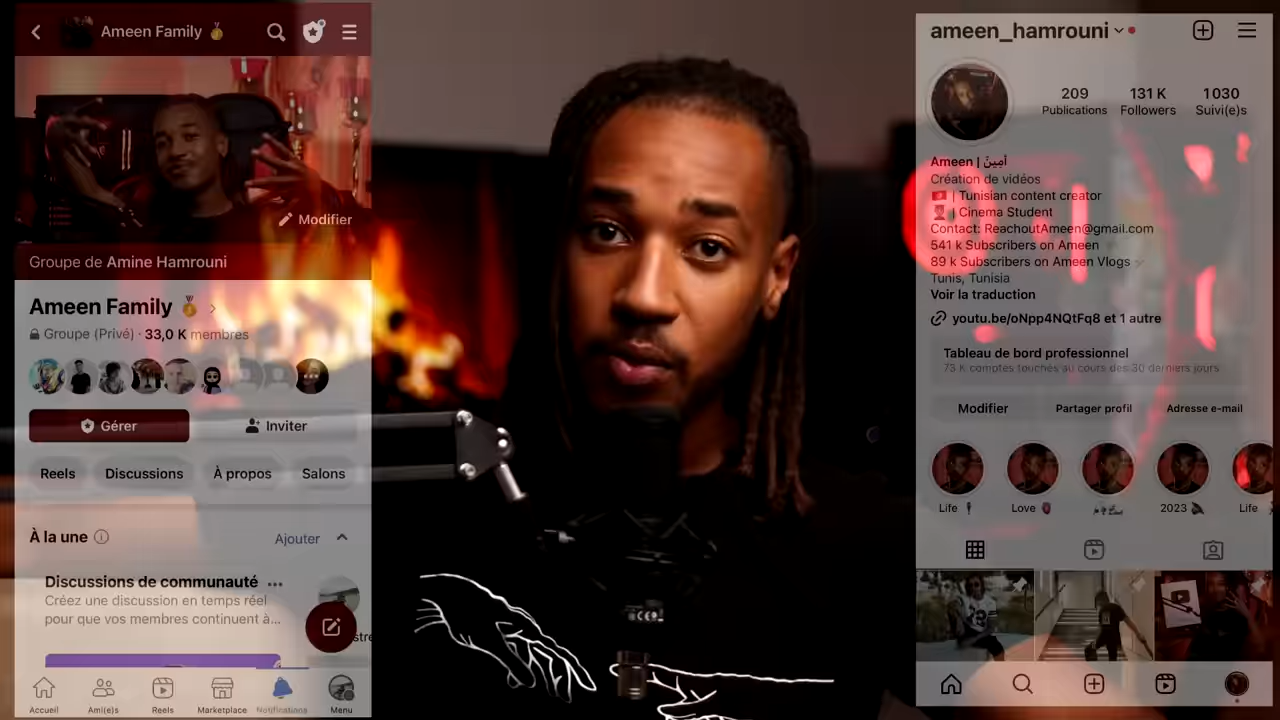 Ameen Family 🏅
Modifier
Groupe de Amine Hamrouni
Ameen Family 🏅
Groupe (Privé) · 33,0 K membres
Gérer
Inviter
Reels
Discussions
À propos
Salons
À la une
Ajouter
Discussions de communauté
Créez une discussion en temps réel
pour que vos membres continuent à...
Accueil
Ami(e)s
Reels
Marketplace
Notifications
Menu
CE
ameen_hamrouni
209
131 K
1 030
Publications
Followers
Suivi(e)s
Ameen | أمين
Création de vidéos
🇹🇳 | Tunisian content creator
| Cinema Student
Contact: ReachoutAmeen@gmail.com
541 k Subscribers on Ameen
89 k Subscribers on Ameen Vlogs
Tunis, Tunisia
Voir la traduction
youtu.be/oNpp4NQtFq8 et 1 autre
Tableau de bord professionnel
73 K comptes touchés au cours des 30 derniers jours
Modifier
Partager profil
Adresse e-mail
Life
Love
2023
Life